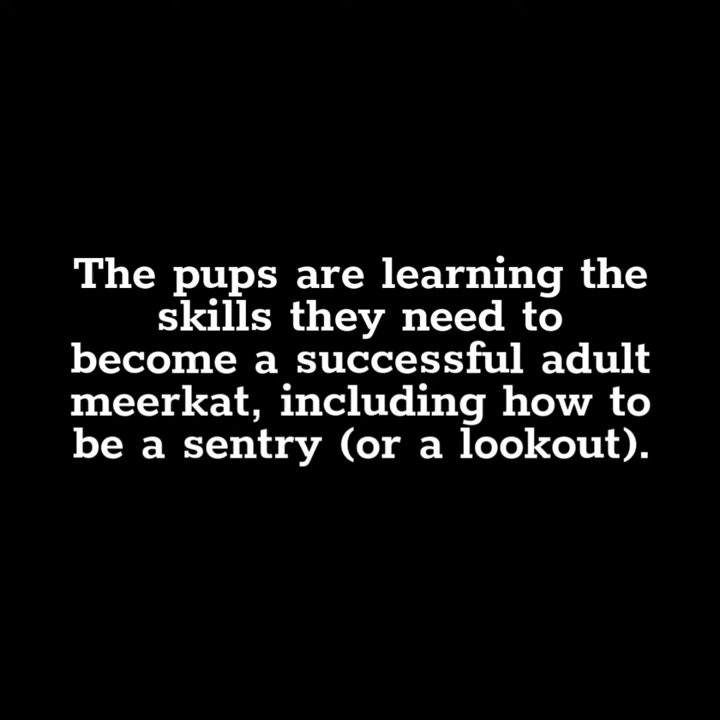 The pups are learning the
skills they need to
become a successful adult
meerkat, including how to
be a sentry (or a lookout).